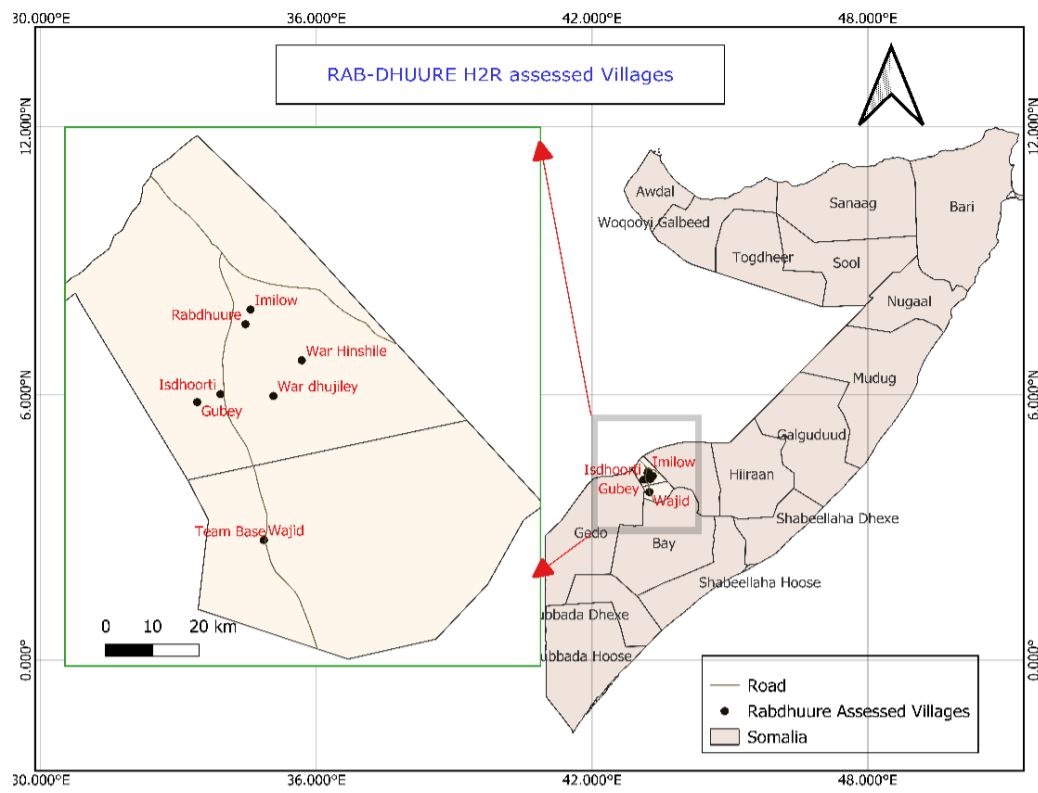 30.000°E 36.000°E 42.000°E 48.000°E
RAB-DHUURE H2R assessed Villages
12.000°N 12.000°N
6.000°N 6.000°N
0.000°N 0.000°N
Imilow
Rabdhuure
War Hinshile
Isdhoorti
War dhujiley
Gubey
Team Base Wajid
0 10 20 km
Awdal
Woqooyi Galbeed
Sanaag
Bari
Togdheer
Sool
Nugaal
Mudug
Galguduud
Hiiraan
Imilow
Isdhoorti
Gubey
Wajid
Gedo
Bay
Shabeellaha Dhexe
Shabeellaha Hoose
ubbada Dhexe
ubbada Hoose
Road
Rabdhuure Assessed Villages
Somalia
30.000°E 36.000°E 42.000°E 48.000°E